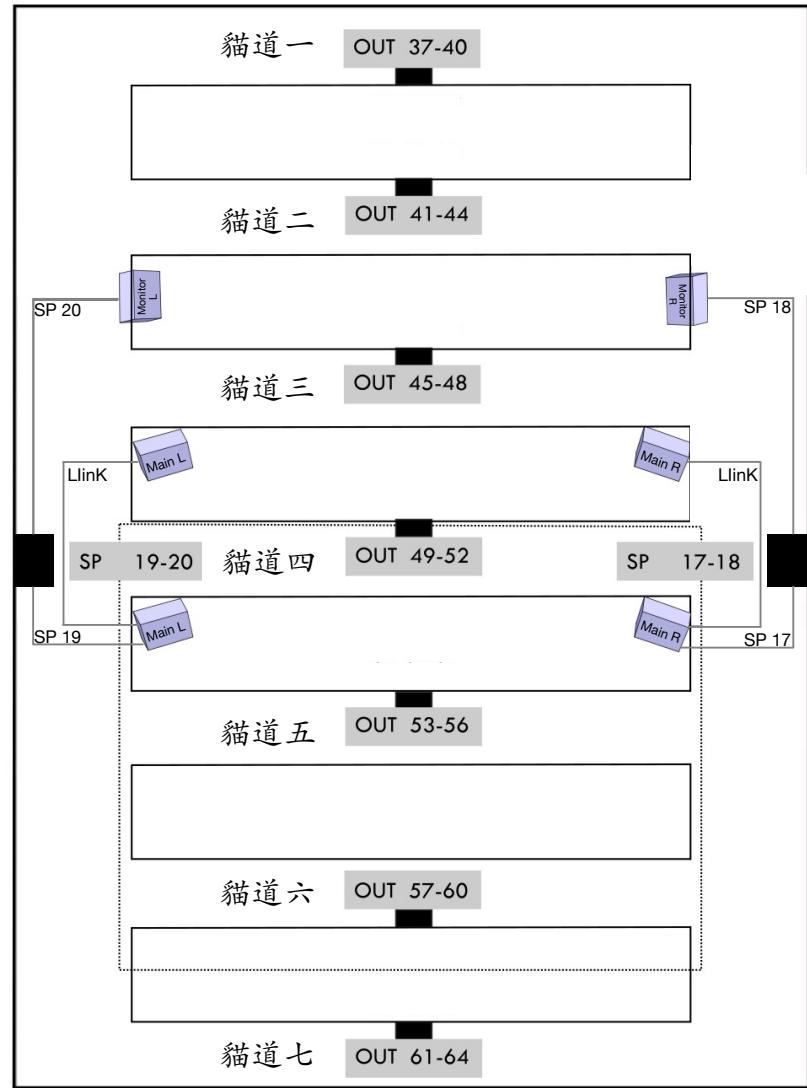 貓道一 OUT 37-40
貓道二 OUT 41-44
Monitor L
Monitor R
SP 20
SP 18
貓道三 OUT 45-48
Main L
Main R
LlinK
LlinK
SP 19-20
貓道四 OUT 49-52
SP 17-18
Main L
Main R
SP 19
SP 17
貓道五 OUT 53-56
貓道六 OUT 57-60
貓道七 OUT 61-64